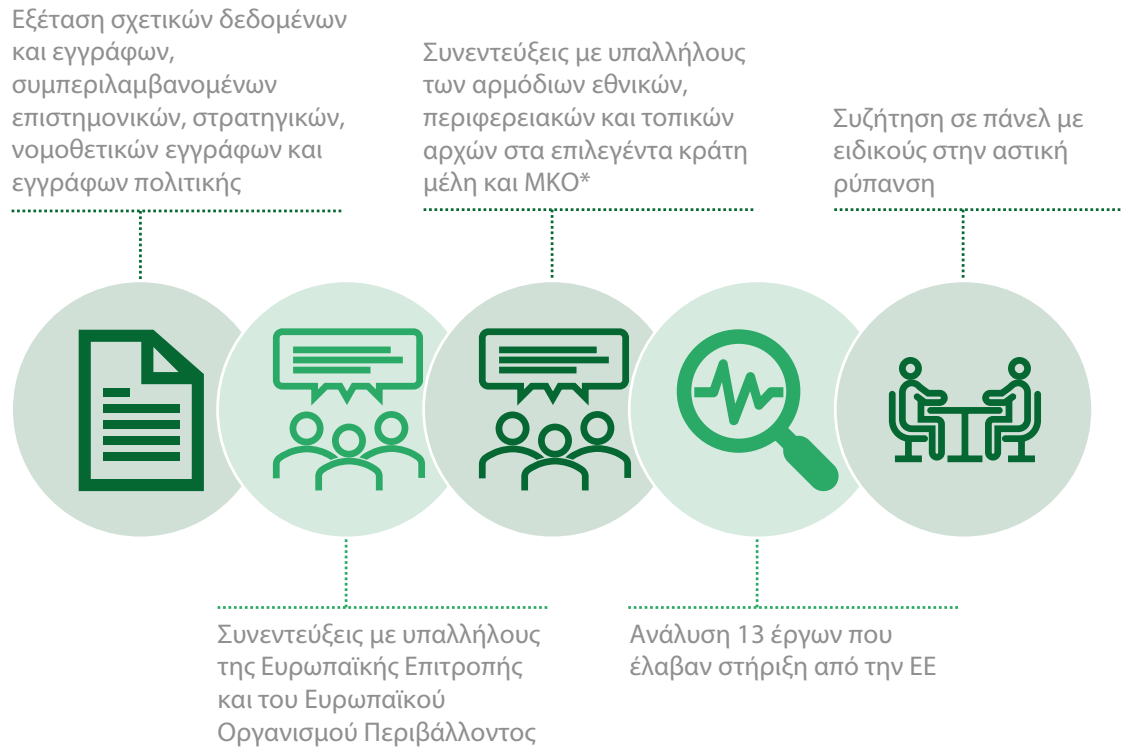 Εξέταση σχετικών δεδομένων
και εγγράφων,
συμπεριλαμβανομένων
επιστημονικών, στρατηγικών,
νομοθετικών εγγράφων και
εγγράφων πολιτικής
Συνεντεύξεις με υπαλλήλους
της Ευρωπαϊκής Επιτροπής
και του Ευρωπαϊκού
Οργανισμού Περιβάλλοντος
Συνεντεύξεις με υπαλλήλους
των αρμόδιων εθνικών,
περιφερειακών και τοπικών
αρχών στα επιλεγέντα κράτη
μέλη και ΜΚΟ*
Ανάλυση 13 έργων που
έλαβαν στήριξη από την ΕΕ
Συζήτηση σε πάνελ με
ειδικούς στην αστική
ρύπανση